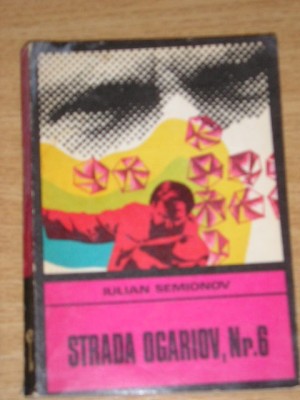 IULIAN SEMIONOV
STRADA OGARIOV, Nr.6